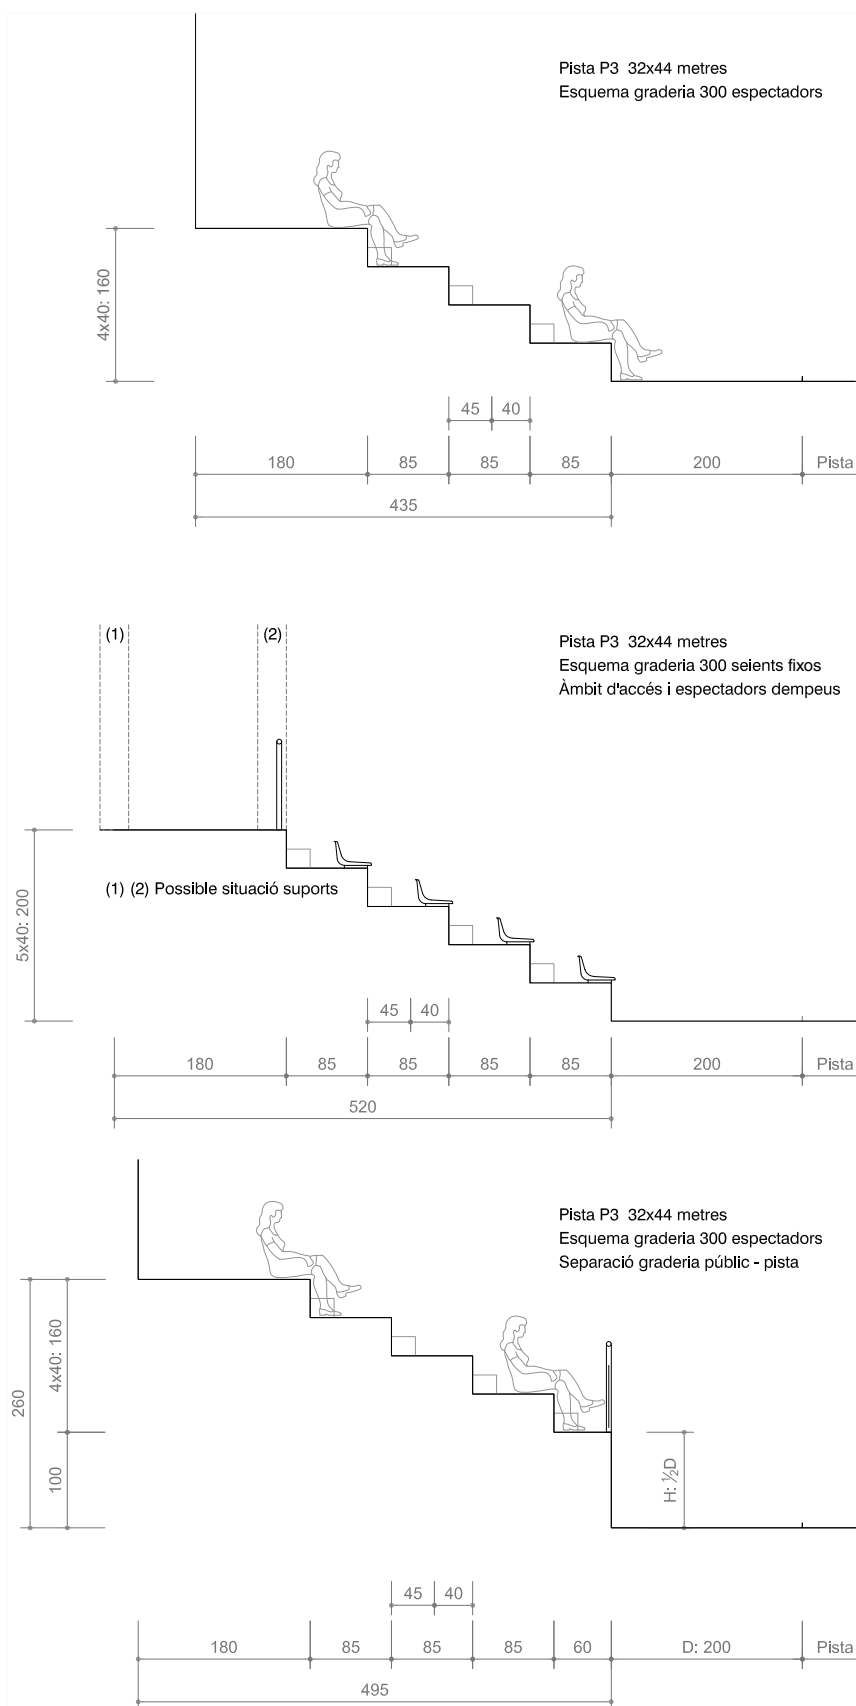 Pista P3 32x44 metres
Esquema graderia 300 espectadors
4x40: 160
45 40
180 85 85 85 200 Pista
435
(1) (2)
Pista P3 32x44 metres
Esquema graderia 300 seients fixos
Àmbit d'accés i espectadors dempeus
(1) (2) Possible situació suports
5x40: 200
45 40
180 85 85 85 85 200 Pista
520
Pista P3 32x44 metres
Esquema graderia 300 espectadors
Separació graderia públic - pista
4x40: 160
260
100
H: ½D
45 40
180 85 85 85 60 D: 200 Pista
495